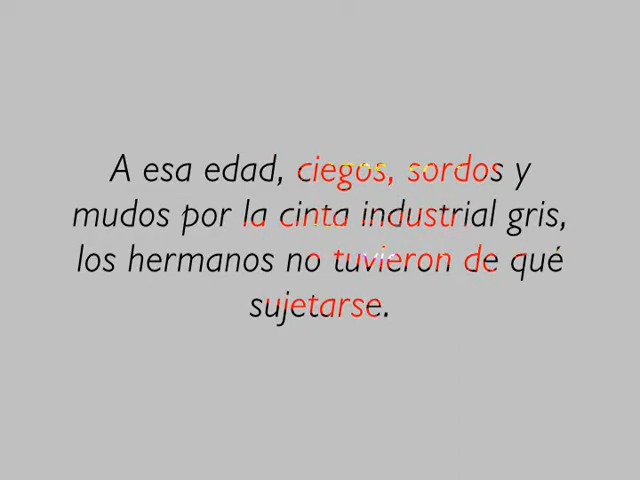 A esa edad, ciegos, sordos y
mudos por la cinta industrial gris,
los hermanos no tuvieron de qué
sujetarse.